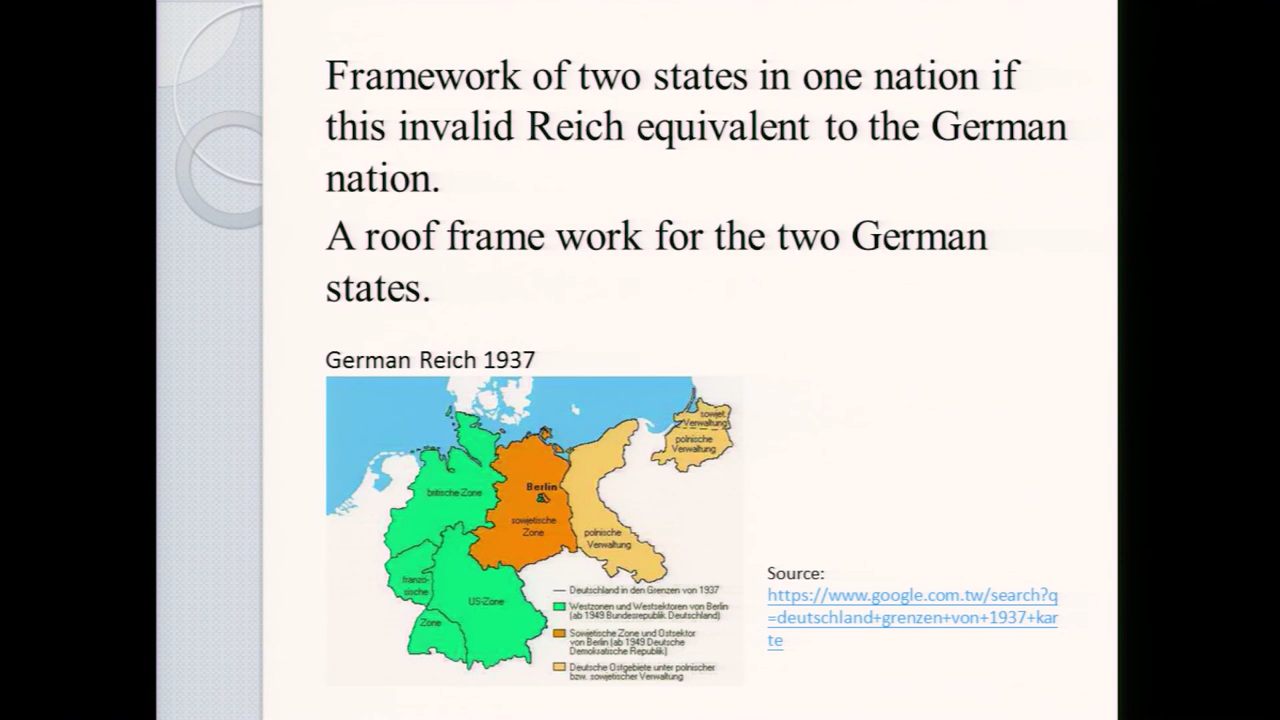 Framework of two states in one nation if
this invalid Reich equivalent to the German
nation.
A roof frame work for the two German
states.
German Reich 1937
sowjet.
Verwaltung
polnische
Verwaltung
britische Zone
Berlin
sowjetische
Zone
polnische
Verwaltung
franzö-
sische
Zone
US-Zone
Deutschland in den Grenzen von 1937
Westzonen und Westsektoren von Berlin
(ab 1949 Bundesrepublik Deutschland)
Sowjetische Zone und Ostsektor
von Berlin (ab 1949 Deutsche
Demokratische Republik)
Deutsche Ostgebiete unter polnischer
bzw. sowjetischer Verwaltung
Source:
https://www.google.com.tw/search?q
=deutschland+grenzen+von+1937+kar
te